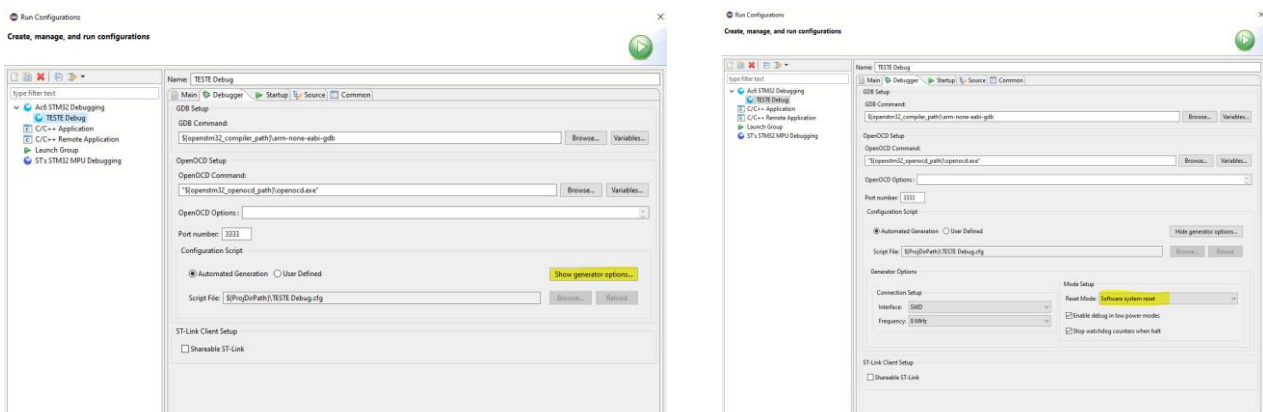 Run Configurations
Create, manage, and run configurations
type filter text
Ac6 STM32 Debugging
TESTE Debug
C/C++ Application
C/C++ Remote Application
Launch Group
ST's STM32 MPU Debugging
Name: TESTE Debug
Main Debugger Startup Source Common
GDB Setup
GDB Command:
${openstm32_compiler_path}\arm-none-eabi-gdb
Browse... Variables...
OpenOCD Setup
OpenOCD Command:
"${openstm32_openocd_path}\openocd.exe"
Browse... Variables...
OpenOCD Options :
Port number: 3333
Configuration Script
Automated Generation User Defined
Show generator options...
Script File: ${ProjDirPath}\TESTE Debug.cfg
Browse... Reload
ST-Link Client Setup
Shareable ST-Link
Run Configurations
Create, manage, and run configurations
type filter text
Ac6 STM32 Debugging
TESTE Debug
C/C++ Application
C/C++ Remote Application
Launch Group
ST's STM32 MPU Debugging
Name: TESTE Debug
Main Debugger Startup Source Common
GDB Setup
GDB Command:
${openstm32_compiler_path}\arm-none-eabi-gdb
Browse... Variables...
OpenOCD Setup
OpenOCD Command:
"${openstm32_openocd_path}\openocd.exe"
Browse... Variables...
OpenOCD Options :
Port number: 3333
Configuration Script
Automated Generation User Defined
Hide generator options...
Script File: ${ProjDirPath}\TESTE Debug.cfg
Browse... Reload
Generator Options
Connection Setup
Interface: SWD
Frequency: 8 MHz
Mode Setup
Reset Mode: Software system reset
Enable debug in low power modes
Stop watchdog counters when halt
ST-Link Client Setup
Shareable ST-Link